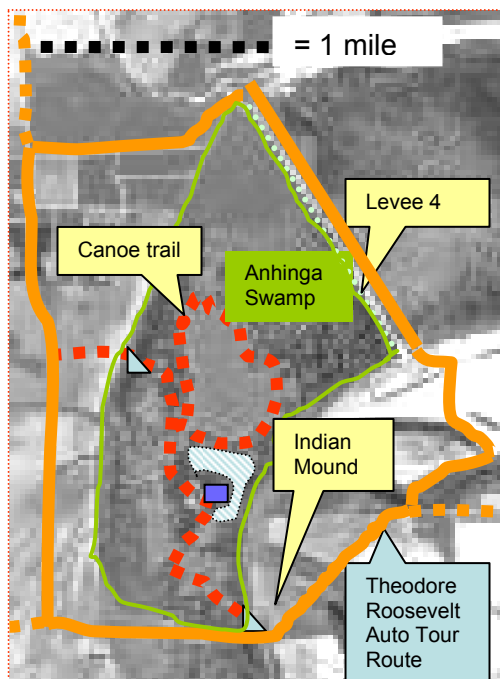 = 1 mile
Levee 4
Canoe trail
Anhinga
Swamp
Indian
Mound
Theodore
Roosevelt
Auto Tour
Route